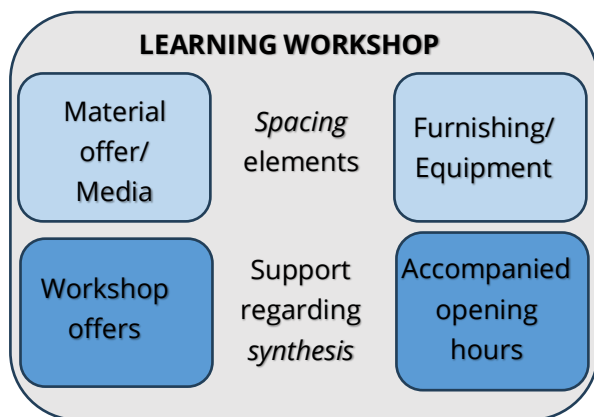 LEARNING WORKSHOP
Material
offer/
Media
Spacing
elements
Furnishing/
Equipment
Workshop
offers
Support
regarding
synthesis
Accompanied
opening
hours